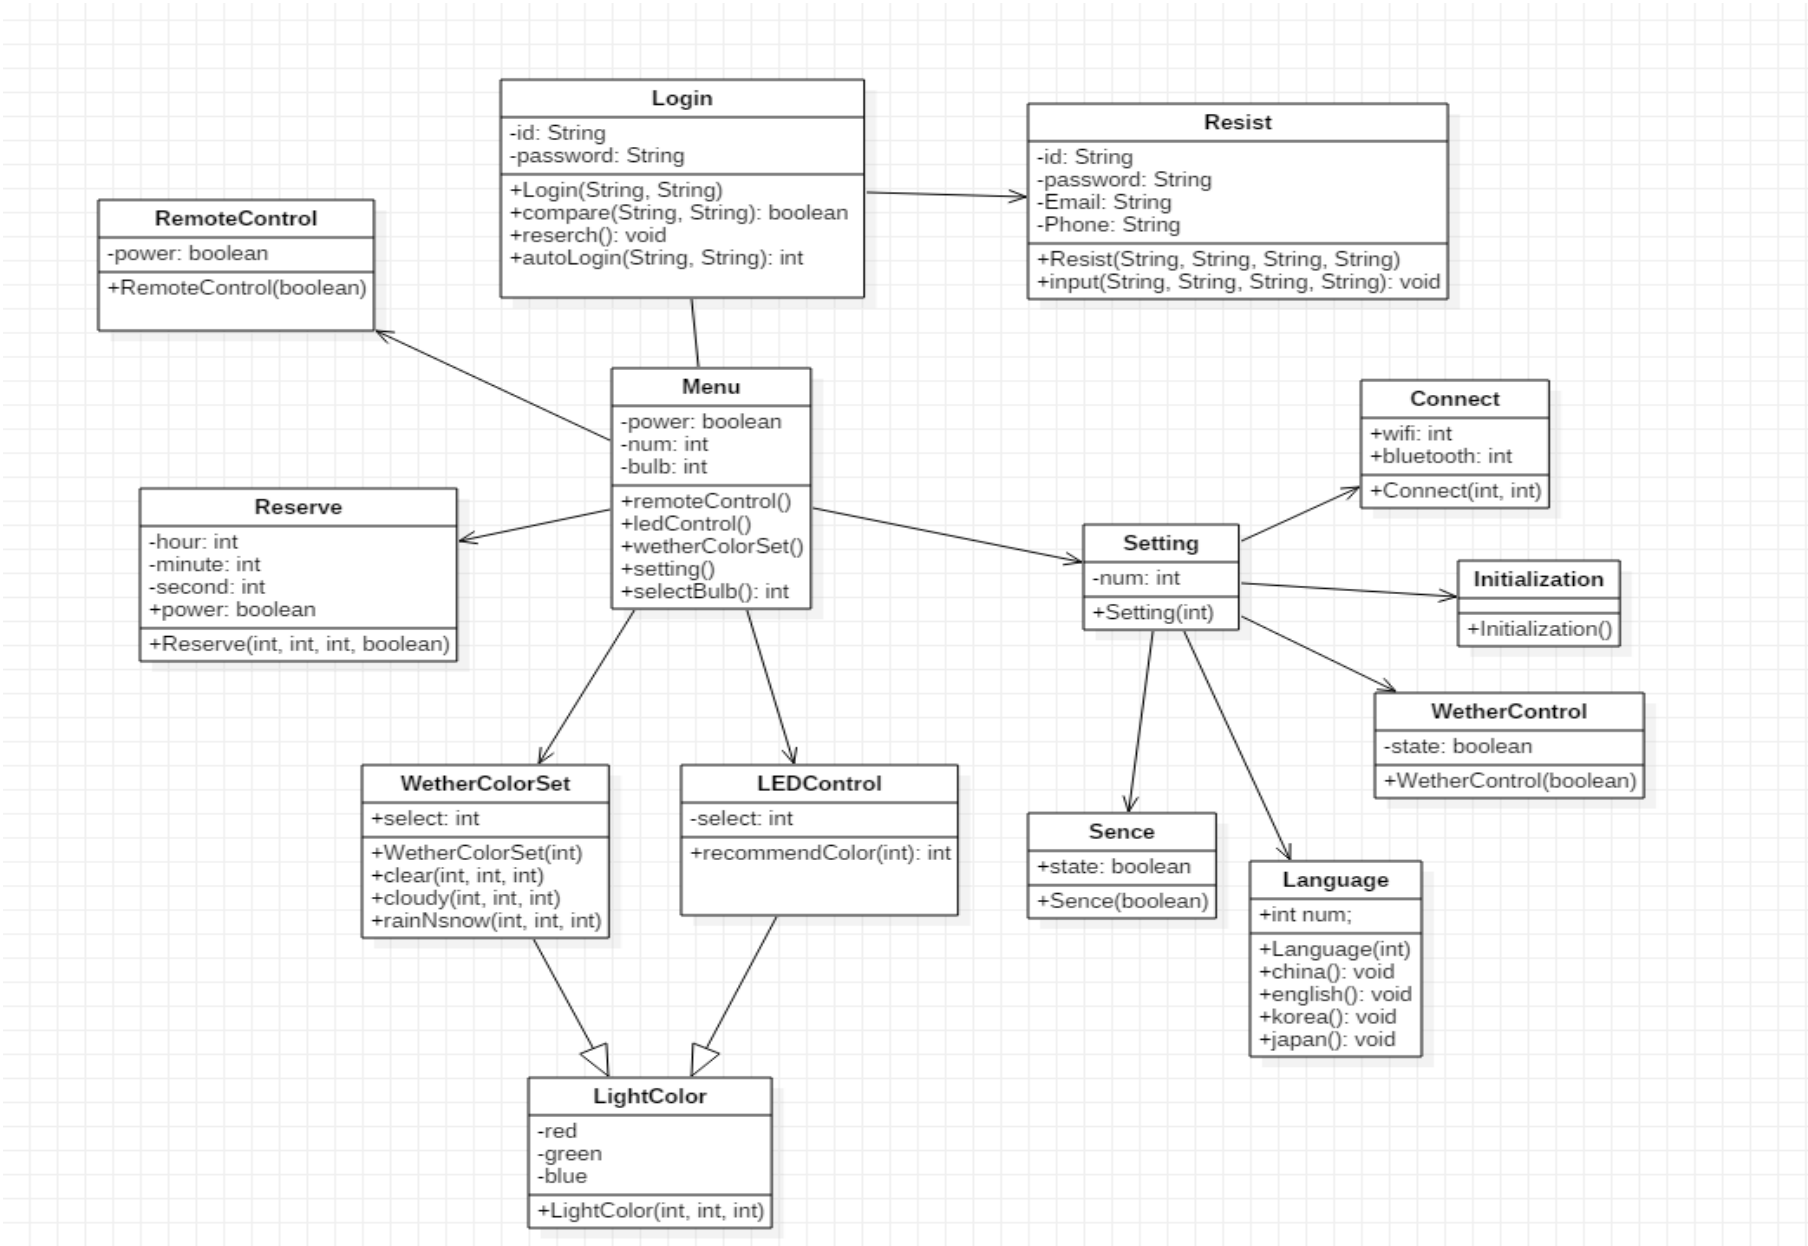 Login
-id: String
-password: String
+Login(String, String)
+compare(String, String): boolean
+reserch(): void
+autoLogin(String, String): int
Resist
-id: String
-password: String
-Email: String
-Phone: String
+Resist(String, String, String, String)
+input(String, String, String, String): void
RemoteControl
-power: boolean
+RemoteControl(boolean)
Menu
-power: boolean
-num: int
-bulb: int
+remoteControl()
+ledControl()
+wetherColorSet()
+setting()
+selectBulb(): int
Connect
+wifi: int
+bluetooth: int
+Connect(int, int)
Reserve
-hour: int
-minute: int
-second: int
+power: boolean
+Reserve(int, int, int, boolean)
Setting
-num: int
+Setting(int)
Initialization
+Initialization()
WetherControl
-state: boolean
+WetherControl(boolean)
WetherColorSet
+select: int
+WetherColorSet(int)
+clear(int, int, int)
+cloudy(int, int, int)
+rainNsnow(int, int, int)
LEDControl
-select: int
+recommendColor(int): int
Sence
+state: boolean
+Sence(boolean)
Language
+int num;
+Language(int)
+china(): void
+english(): void
+korea(): void
+japan(): void
LightColor
-red
-green
-blue
+LightColor(int, int, int)